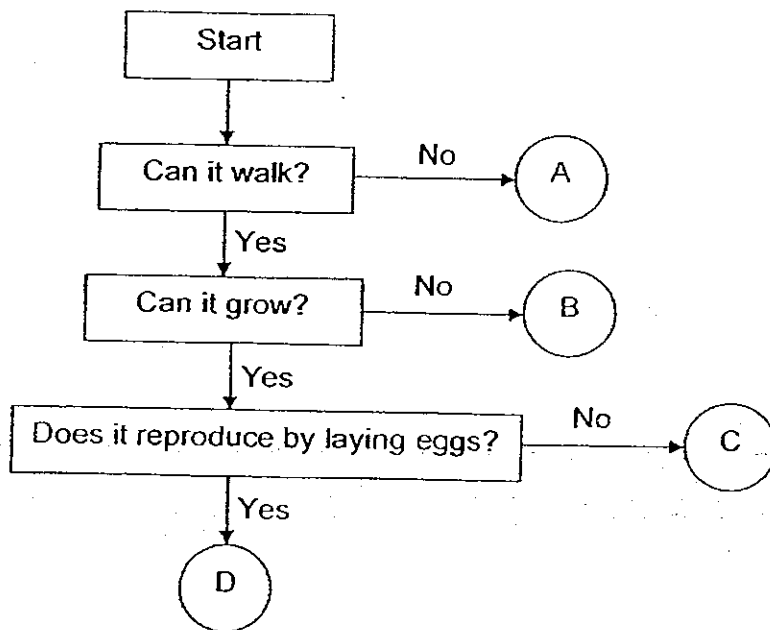 Start
Can it walk?
No
A
Yes
Can it grow?
No
B
Yes
Does it reproduce by laying eggs?
No
C
Yes
D